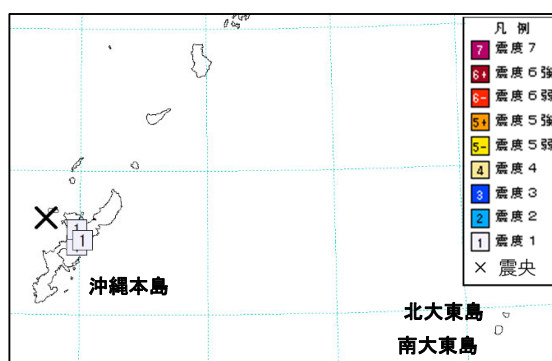 凡 例
7 震度7
6+ 震度6強
6- 震度6弱
5+ 震度5強
5- 震度5弱
4 震度4
3 震度3
2 震度2
1 震度1
× 震央
1
1
沖縄本島
北大東島
南大東島